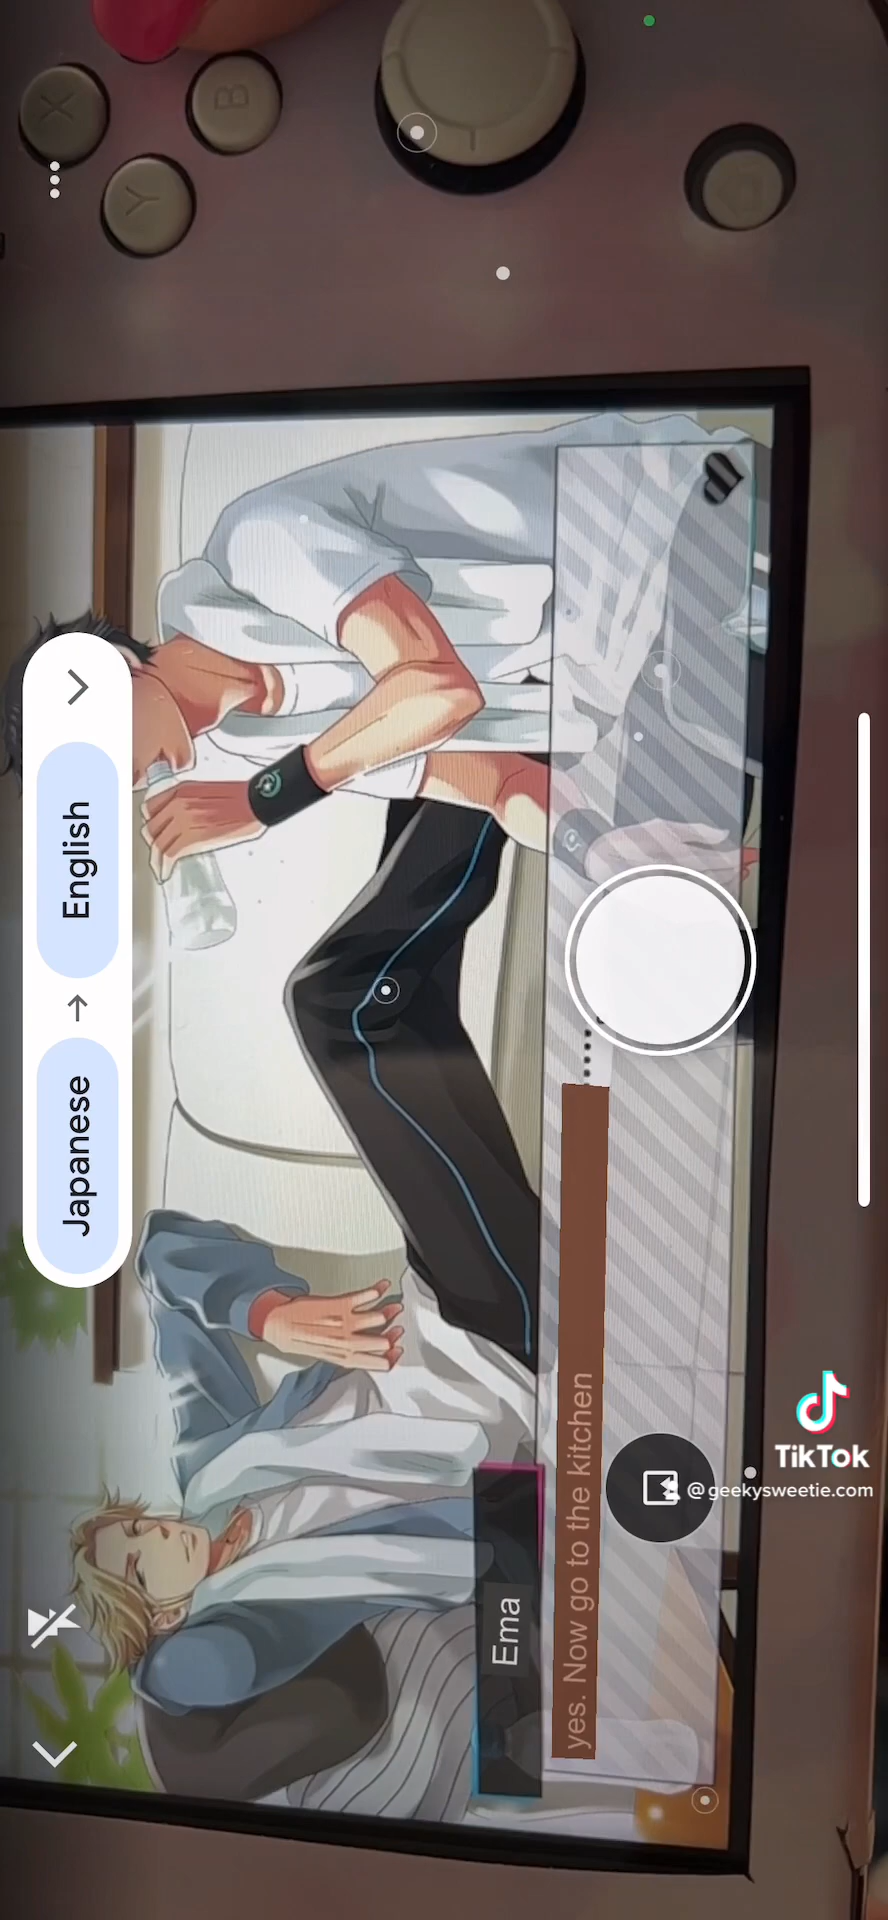 X
B
Y
Japanese → English
Ema
yes. Now go to the kitchen
TikTok
@geekysweetie.com